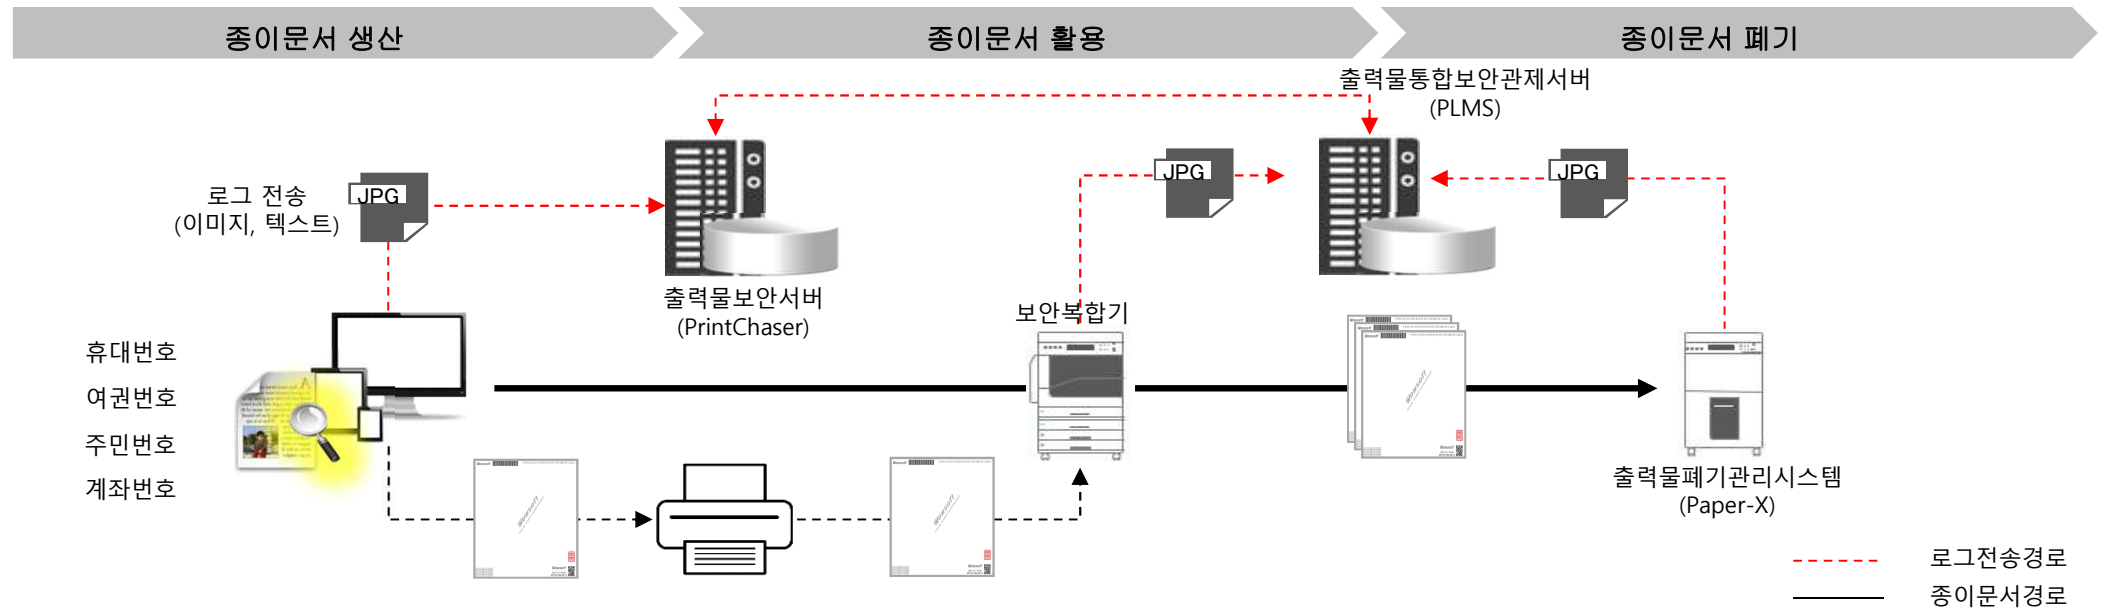 종이문서 생산
종이문서 활용
종이문서 폐기
출력물통합보안관제서버
(PLMS)
로그 전송
(이미지, 텍스트)
JPG
JPG
JPG
출력물보안서버
(PrintChaser)
보안복합기
휴대번호
여권번호
주민번호
계좌번호
Wowsoft
Wowsoft
Wowsoft
출력물폐기관리시스템
(Paper-X)
로그전송경로
종이문서경로